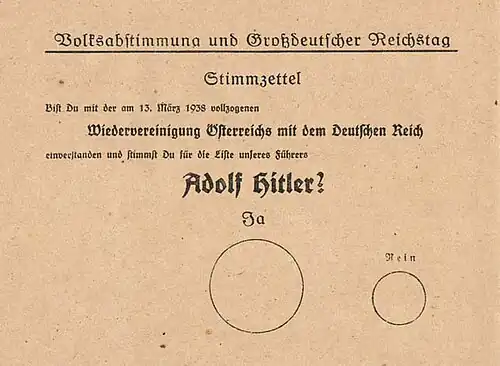 Volksabstimmung und Großdeutscher Reichstag
Stimmzettel
Bist Du mit der am 13. März 1938 vollzogenen
Wiedervereinigung Österreichs mit dem Deutschen Reich
einverstanden und stimmst Du für die Liste unseres Führers
Adolf Hitler?
Ja
Nein